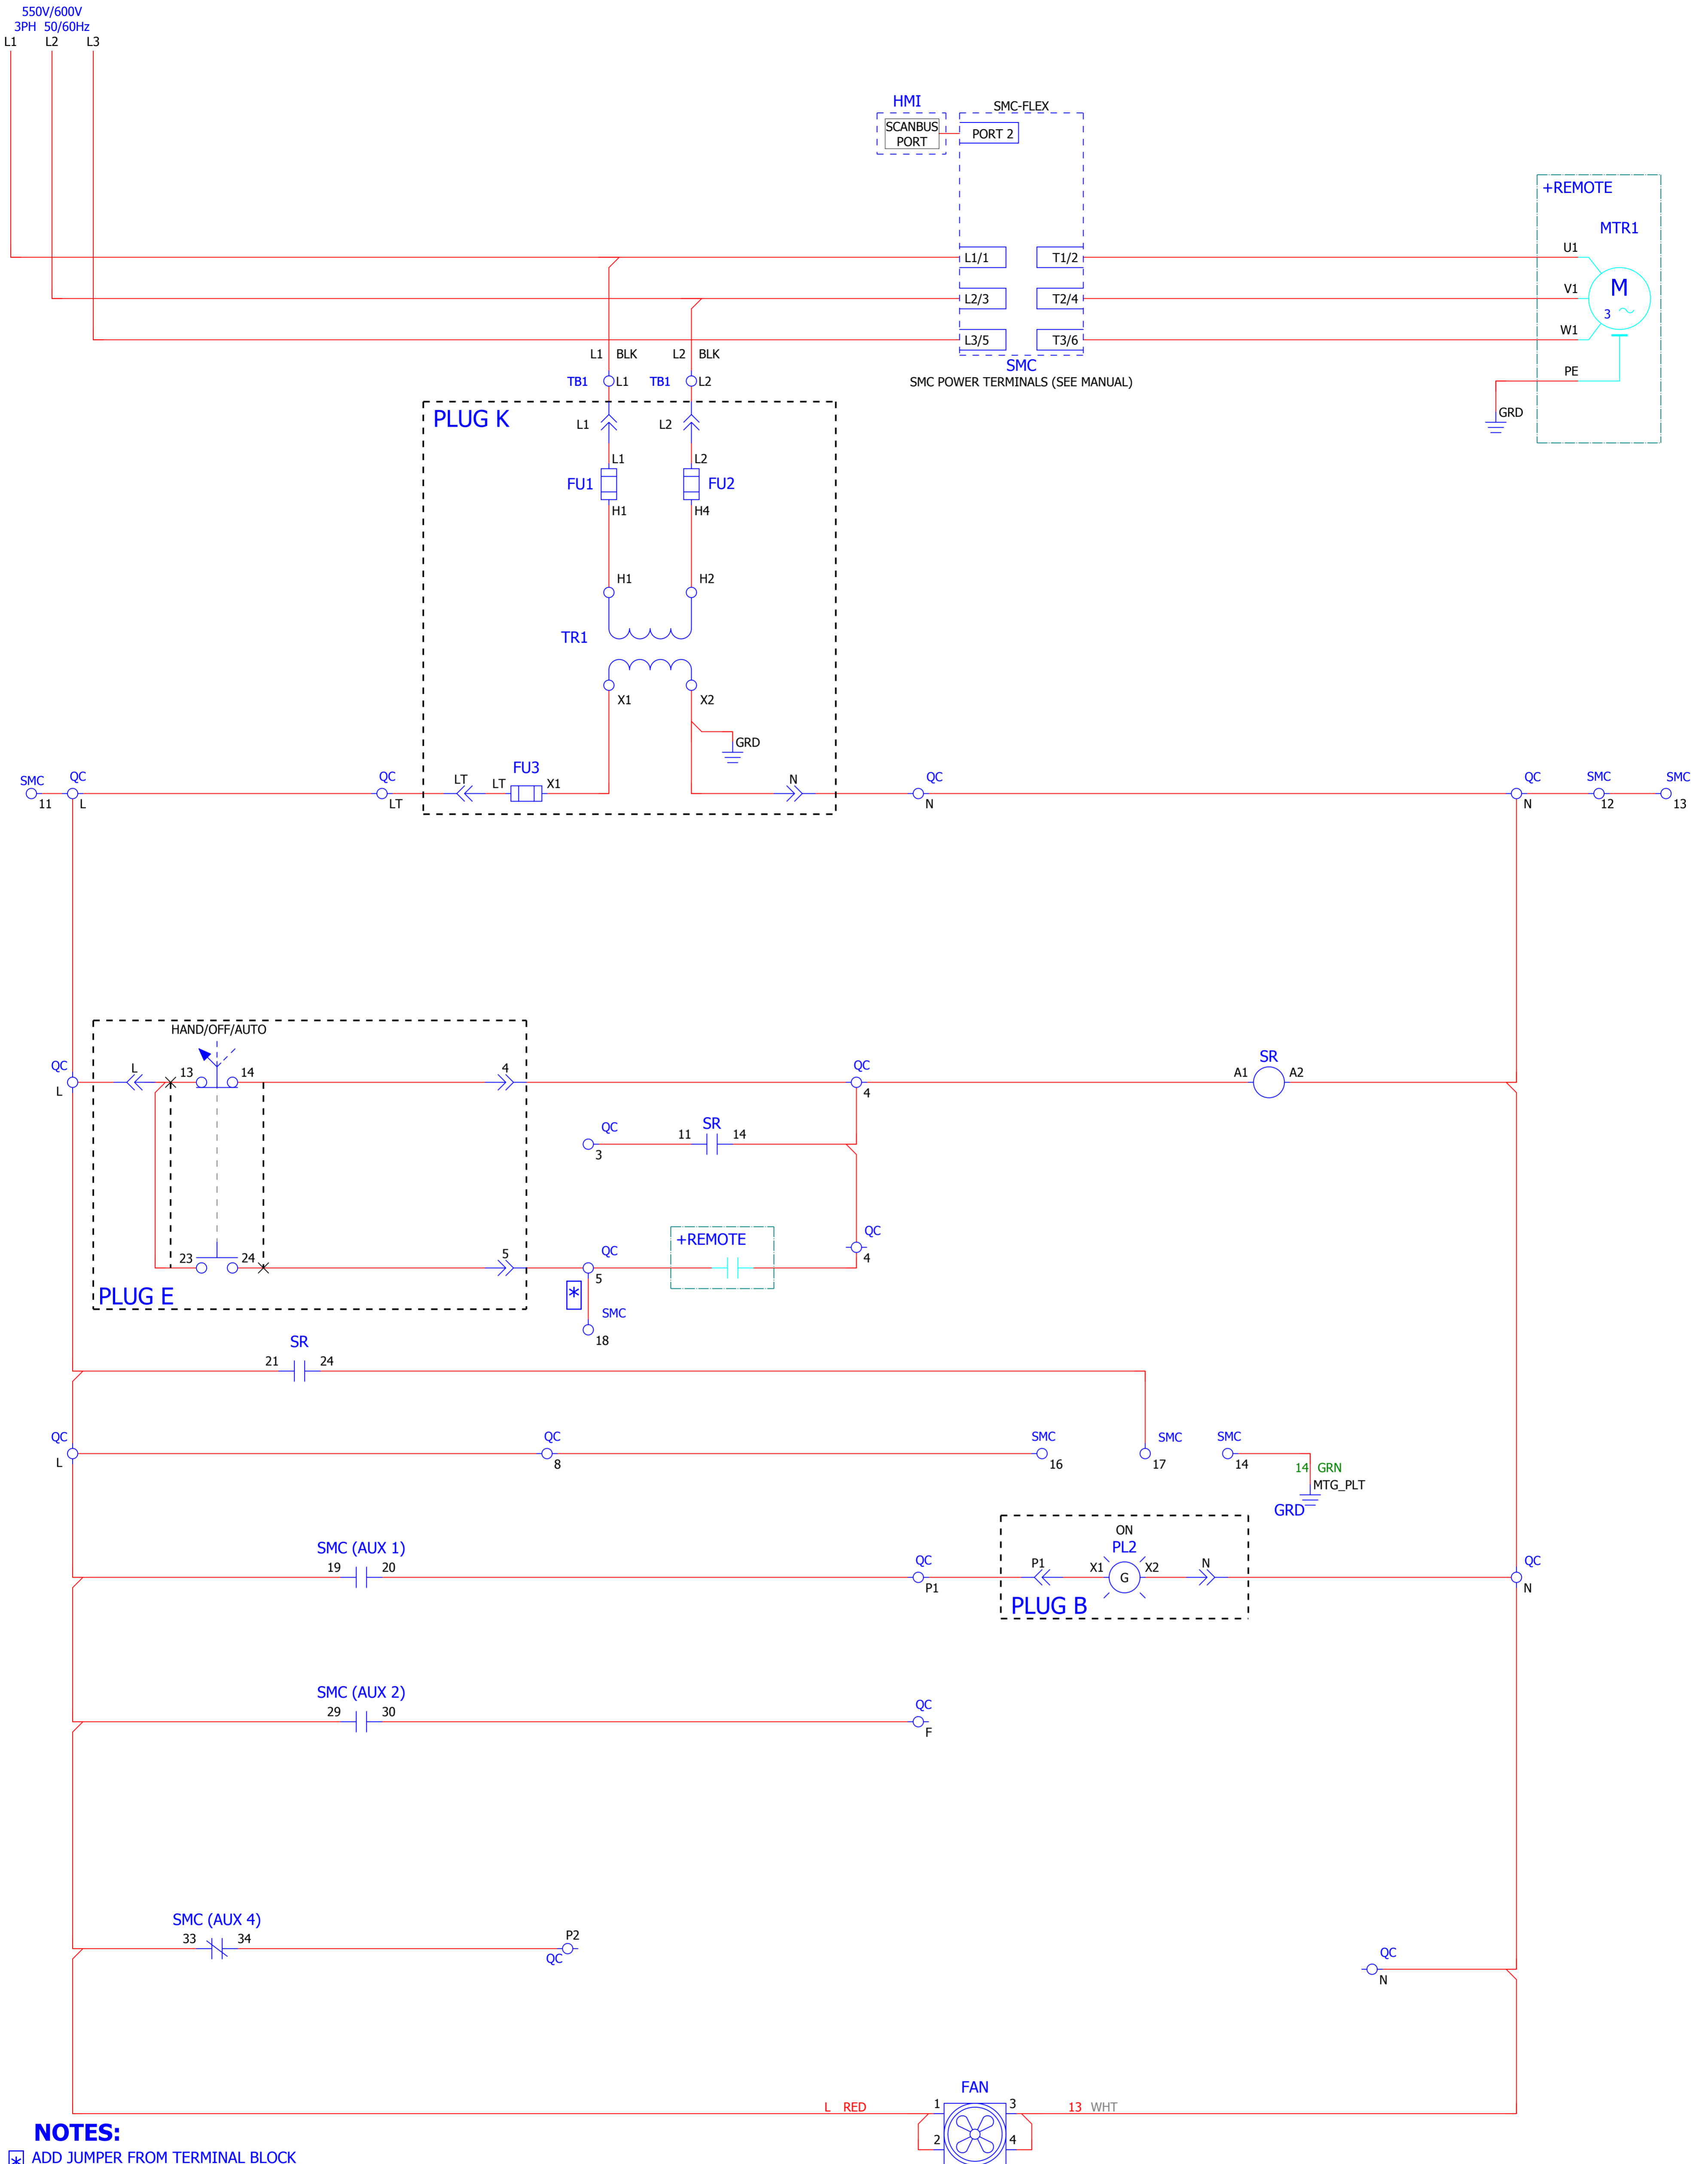 550V/600V
3PH 50/60Hz
L1 L2 L3
HMI
SCANBUS
PORT
SMC-FLEX
PORT 2
+REMOTE
MTR1
L1/1 T1/2 U1
L2/3 T2/4 V1
M
3
L3/5 T3/6 W1
SMC
SMC POWER TERMINALS (SEE MANUAL)
PE
GRD
L1 BLK L2 BLK
TB1 L1 TB1 L2
PLUG K
L1 L2
L1 L2
FU1 FU2
H1 H4
H1 H2
TR1
X1 X2
GRD
SMC QC QC LT LT FU3 X1 N QC QC SMC SMC
11 L LT N N 12 13
HAND/OFF/AUTO
QC L 13 14 4 QC SR
L 4 A1 A2
QC 11 SR 14
3
QC
4
+REMOTE
23 24 5 QC
5
PLUG E
*
SMC
18
SR
21 24
QC QC SMC SMC SMC
L 8 16 17 14
14 GRN
MTG_PLT
GRD
ON
PL2
SMC (AUX 1)
19 20 QC P1 X1 G X2 N QC
P1 N
PLUG B
SMC (AUX 2)
29 30 QC
F
SMC (AUX 4)
33 34 P2
QC
QC
N
FAN
L RED 1 3 13 WHT
2 4
NOTES:
* ADD JUMPER FROM TERMINAL BLOCK